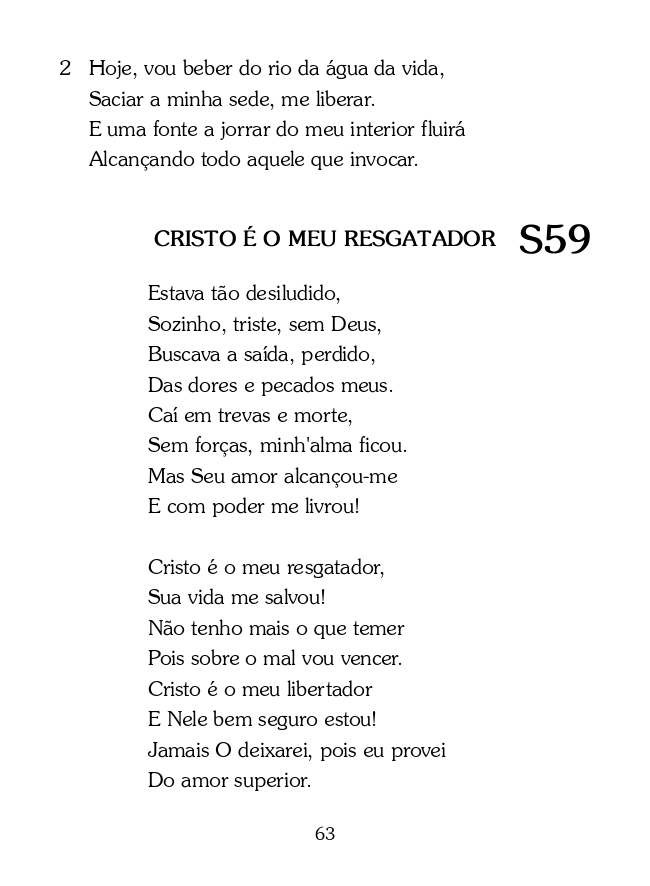 2 Hoje, vou beber do rio da água da vida,
Saciar a minha sede, me liberar.
E uma fonte a jorrar do meu interior fluirá
Alcançando todo aquele que invocar.
CRISTO É O MEU RESGATADOR S59
Estava tão desiludido,
Sozinho, triste, sem Deus,
Buscava a saída, perdido,
Das dores e pecados meus.
Caí em trevas e morte,
Sem forças, minh'alma ficou.
Mas Seu amor alcançou-me
E com poder me livrou!
Cristo é o meu resgatador,
Sua vida me salvou!
Não tenho mais o que temer
Pois sobre o mal vou vencer.
Cristo é o meu libertador
E Nele bem seguro estou!
Jamais O deixarei, pois eu provei
Do amor superior.
63